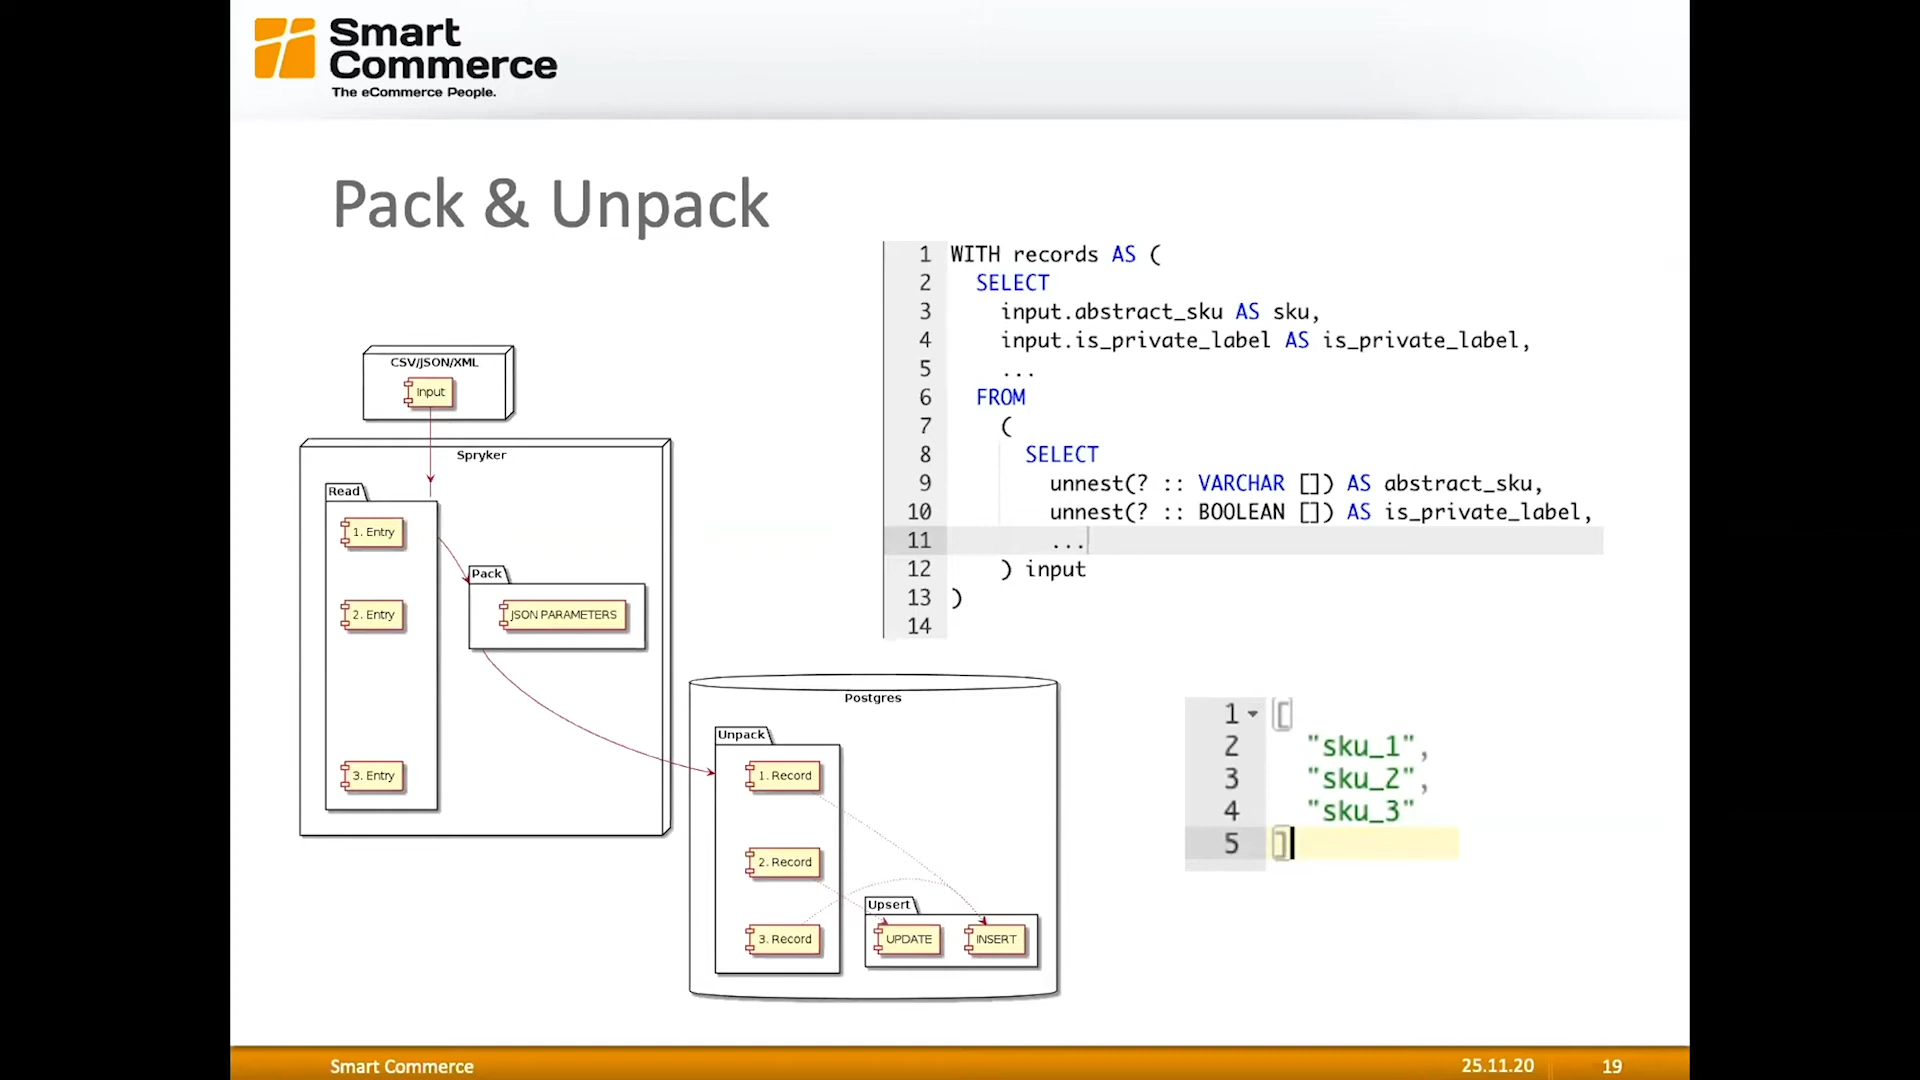 Smart
Commerce
The eCommerce People.
Pack & Unpack
CSV/JSON/XML
Input
Spryker
Read
1. Entry
2. Entry
3. Entry
Pack
JSON PARAMETERS
Postgres
Unpack
1. Record
2. Record
3. Record
Upsert
UPDATE
INSERT
1 WITH records AS (
2 SELECT
3 input.abstract_sku AS sku,
4 input.is_private_label AS is_private_label,
5 ...
6 FROM
7 (
8 SELECT
9 unnest(? :: VARCHAR []) AS abstract_sku,
10 unnest(? :: BOOLEAN []) AS is_private_label,
11 ...
12 ) input
13 )
14
1 [
2 "sku_1",
3 "sku_2",
4 "sku_3"
5 ]
Smart Commerce
25.11.20
19